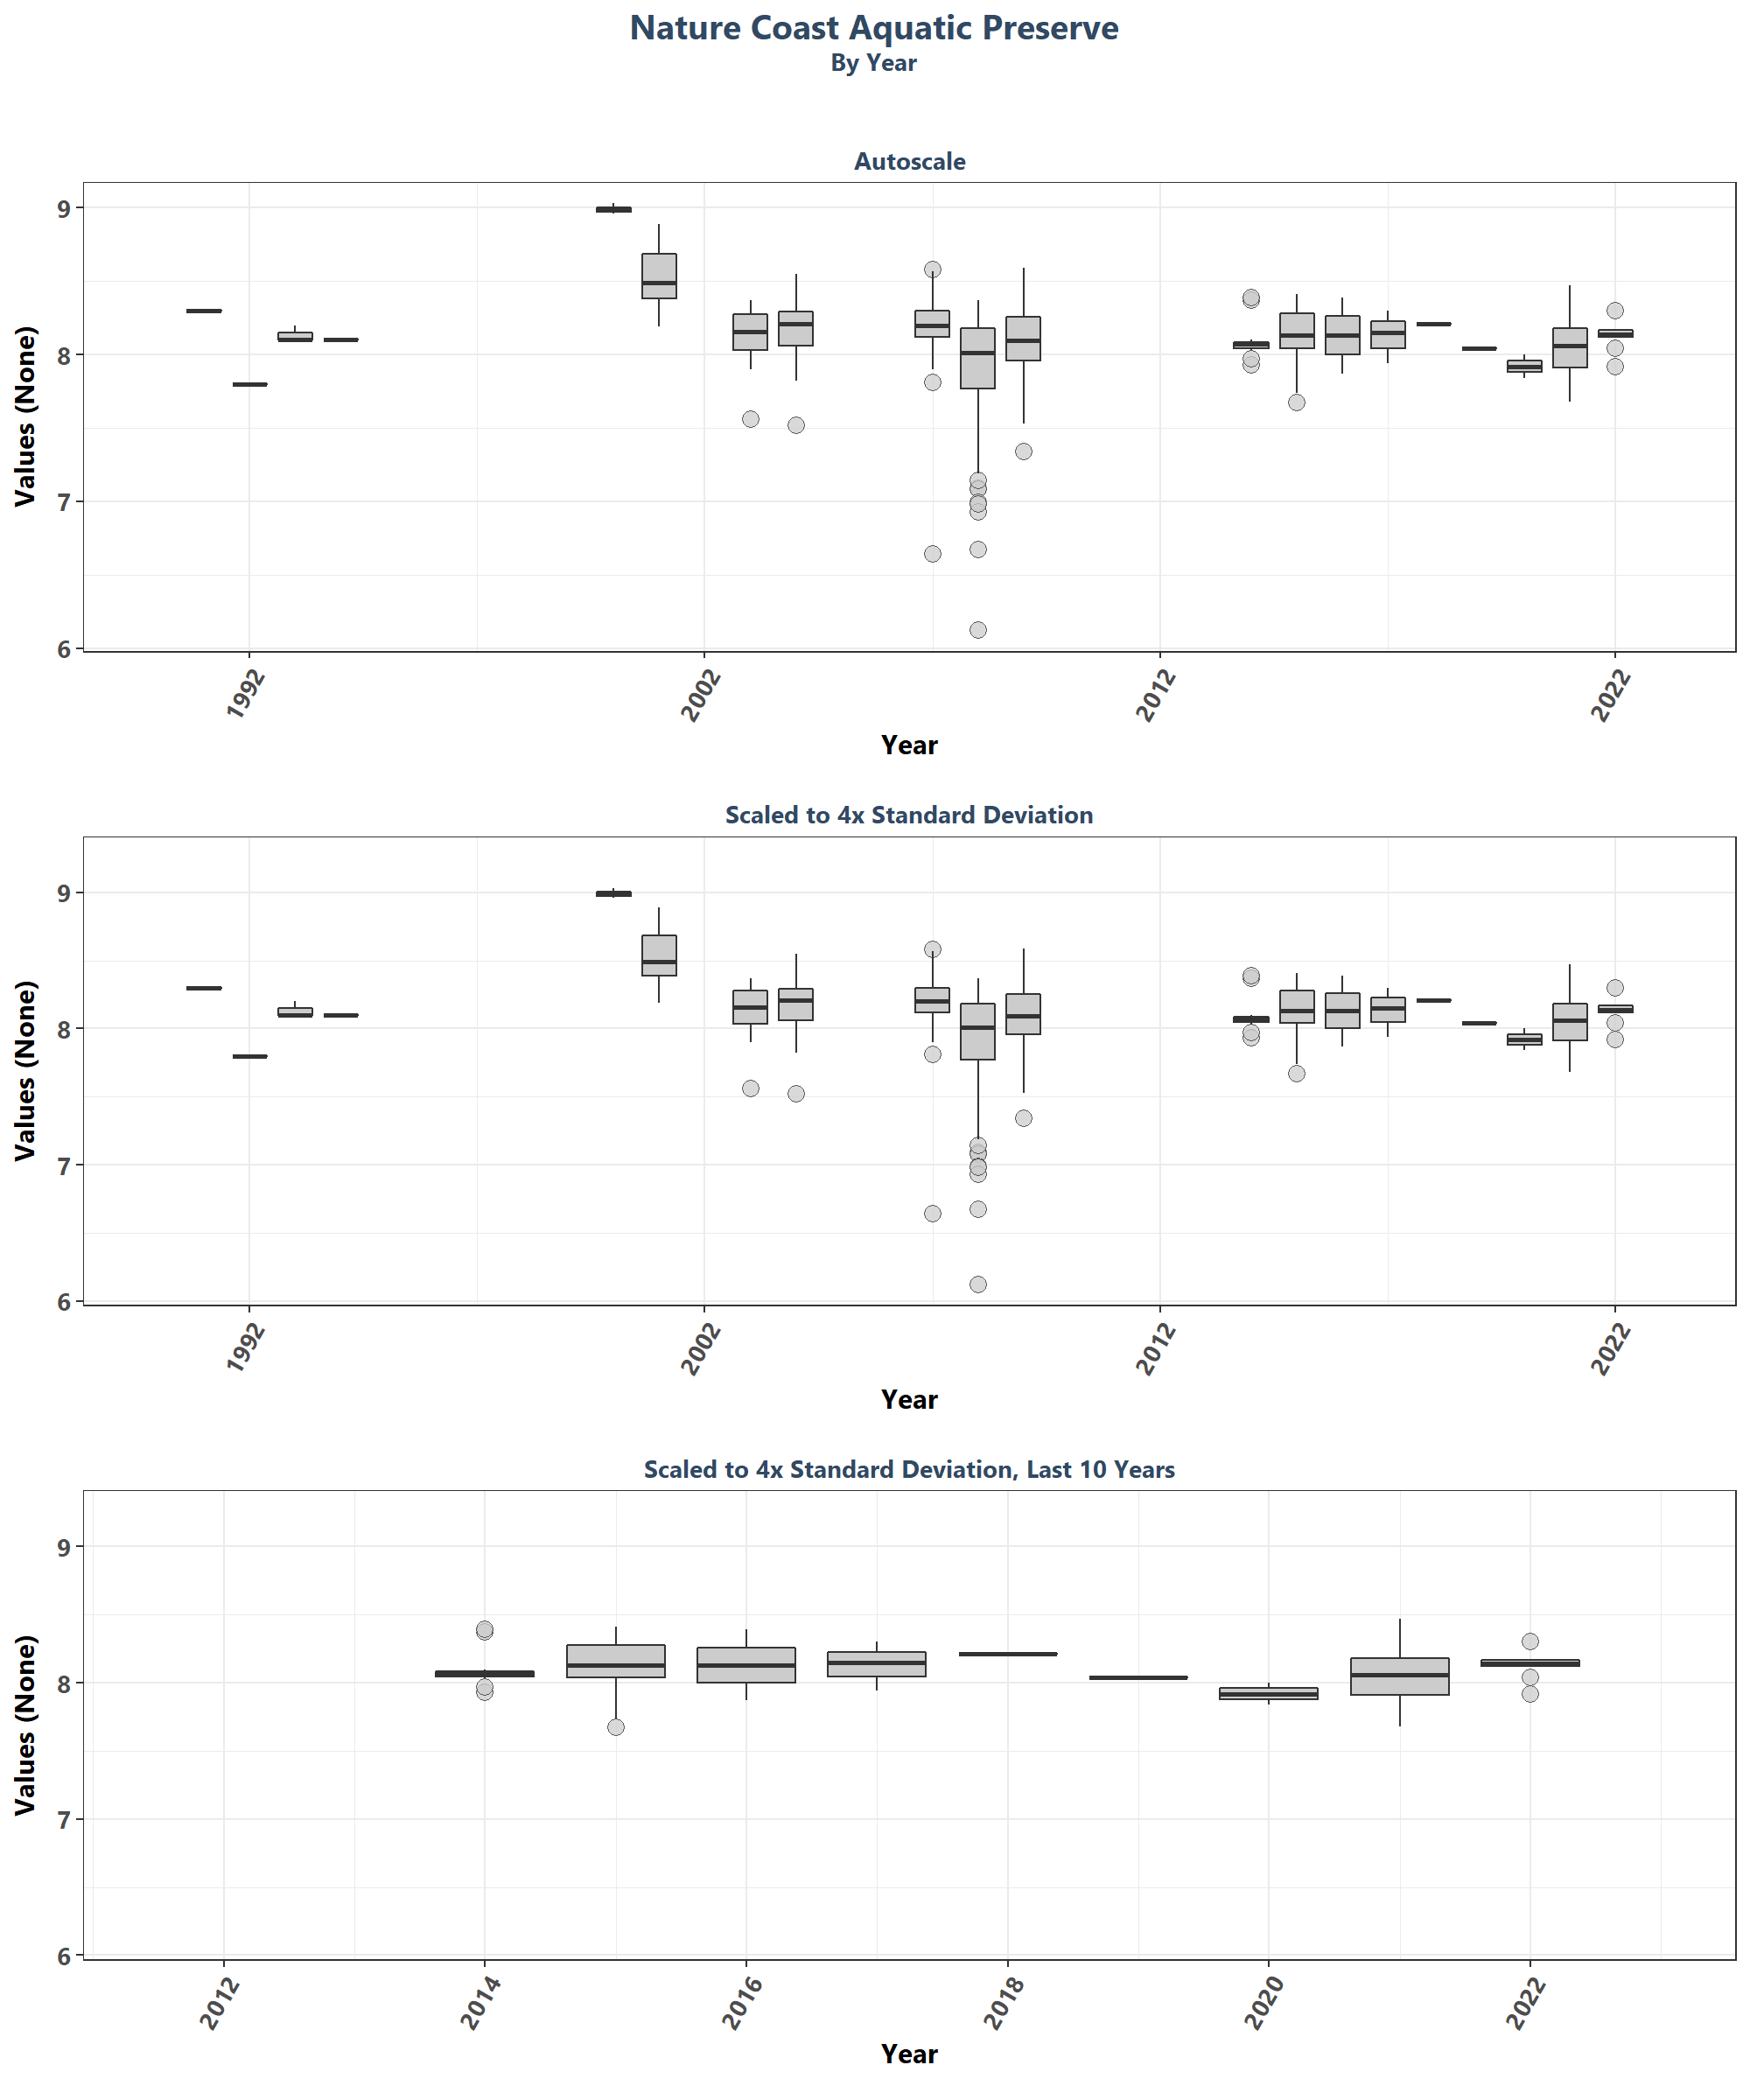 Nature Coast Aquatic Preserve
By Year
Autoscale
Values (None)
9
8
7
6
1992
2002
2012
2022
Year
Scaled to 4x Standard Deviation
Values (None)
9
8
7
6
1992
2002
2012
2022
Year
Scaled to 4x Standard Deviation, Last 10 Years
Values (None)
9
8
7
6
2012
2014
2016
2018
2020
2022
Year